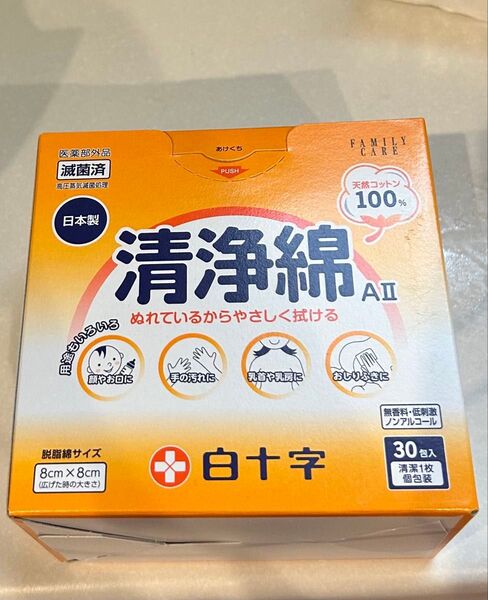 あけくち
PUSH
医薬部外品
滅菌済
高圧蒸気滅菌処理
FAMILY
CARE
天然コットン
100%
日本製
清浄綿 AⅡ
ぬれているからやさしく拭ける
用途もいろいろ
顔やお口に
手の汚れに
乳首や乳房に
おしりふきに
無香料・低刺激
ノンアルコール
脱脂綿サイズ
8cm×8cm
(広げた時の大きさ)
白十字
30包入
清潔1枚
個包装